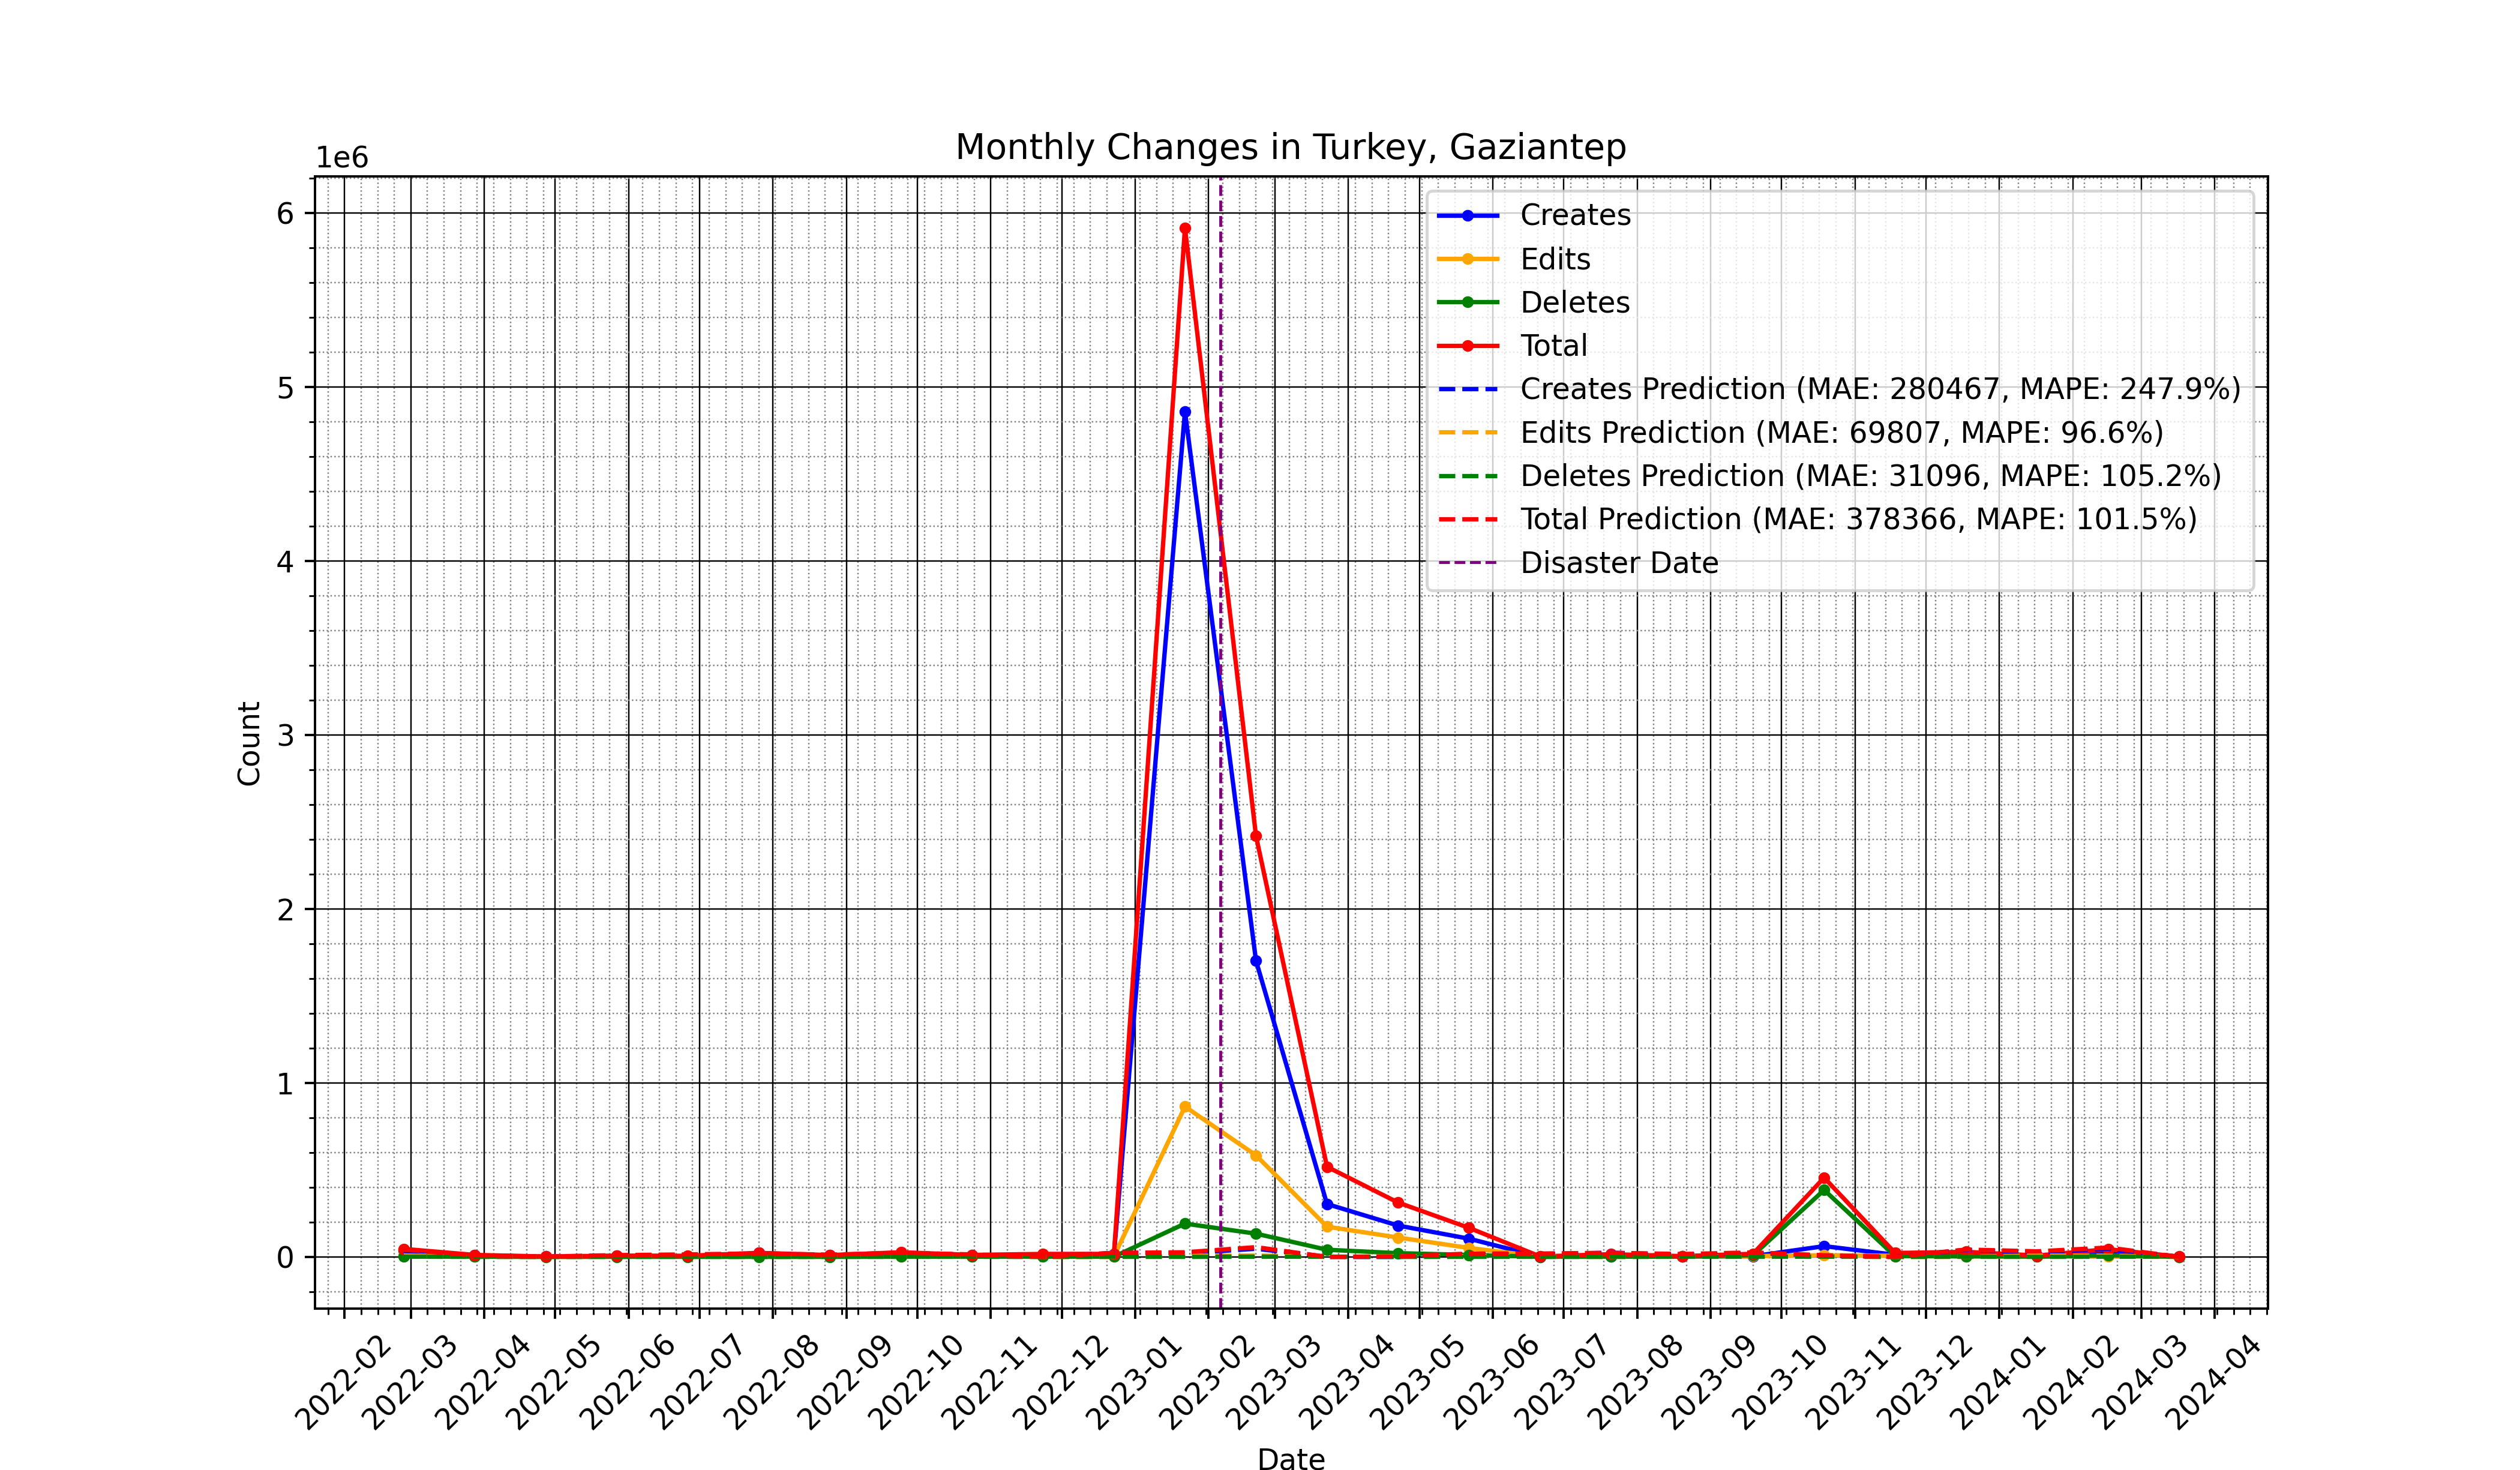 Monthly Changes in Turkey, Gaziantep
1e6
6
5
4
3
2
1
0
Count
Creates
Edits
Deletes
Total
Creates Prediction (MAE: 280467, MAPE: 247.9%)
Edits Prediction (MAE: 69807, MAPE: 96.6%)
Deletes Prediction (MAE: 31096, MAPE: 105.2%)
Total Prediction (MAE: 378366, MAPE: 101.5%)
Disaster Date
2022-02
2022-03
2022-04
2022-05
2022-06
2022-07
2022-08
2022-09
2022-10
2022-11
2022-12
2023-01
2023-02
2023-03
2023-04
2023-05
2023-06
2023-07
2023-08
2023-09
2023-10
2023-11
2023-12
2024-01
2024-02
2024-03
2024-04
Date